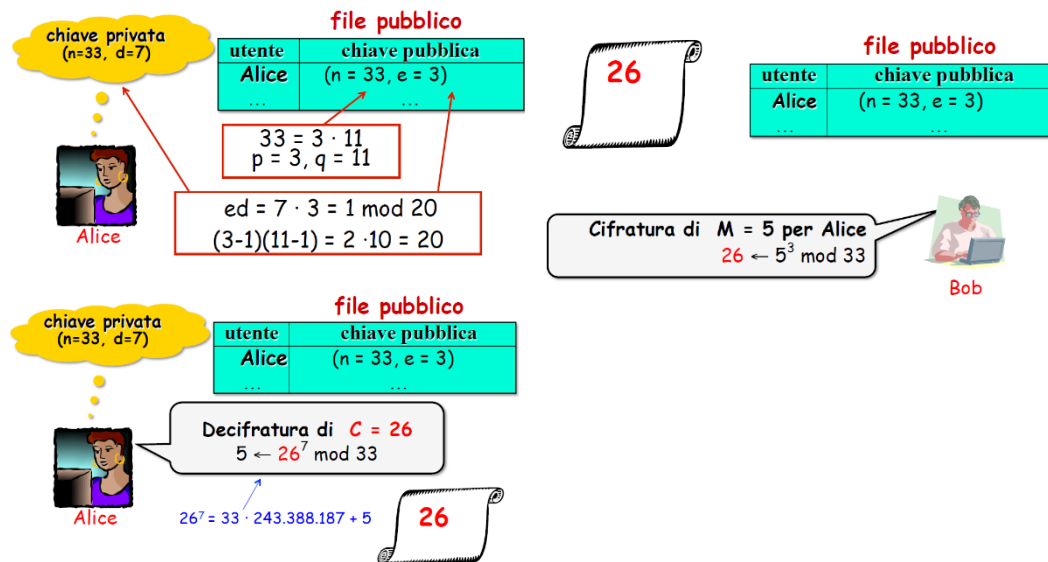 chiave privata
(n=33, d=7)
file pubblico
utente chiave pubblica
Alice (n = 33, e = 3)
... ...
33 = 3 · 11
p = 3, q = 11
ed = 7 · 3 = 1 mod 20
(3-1)(11-1) = 2 ·10 = 20
Alice
26
file pubblico
utente chiave pubblica
Alice (n = 33, e = 3)
... ...
Cifratura di M = 5 per Alice
26 ← 5³ mod 33
Bob
chiave privata
(n=33, d=7)
file pubblico
utente chiave pubblica
Alice (n = 33, e = 3)
... ...
Decifratura di C = 26
5 ← 26⁷ mod 33
Alice
26⁷ = 33 · 243.388.187 + 5
26